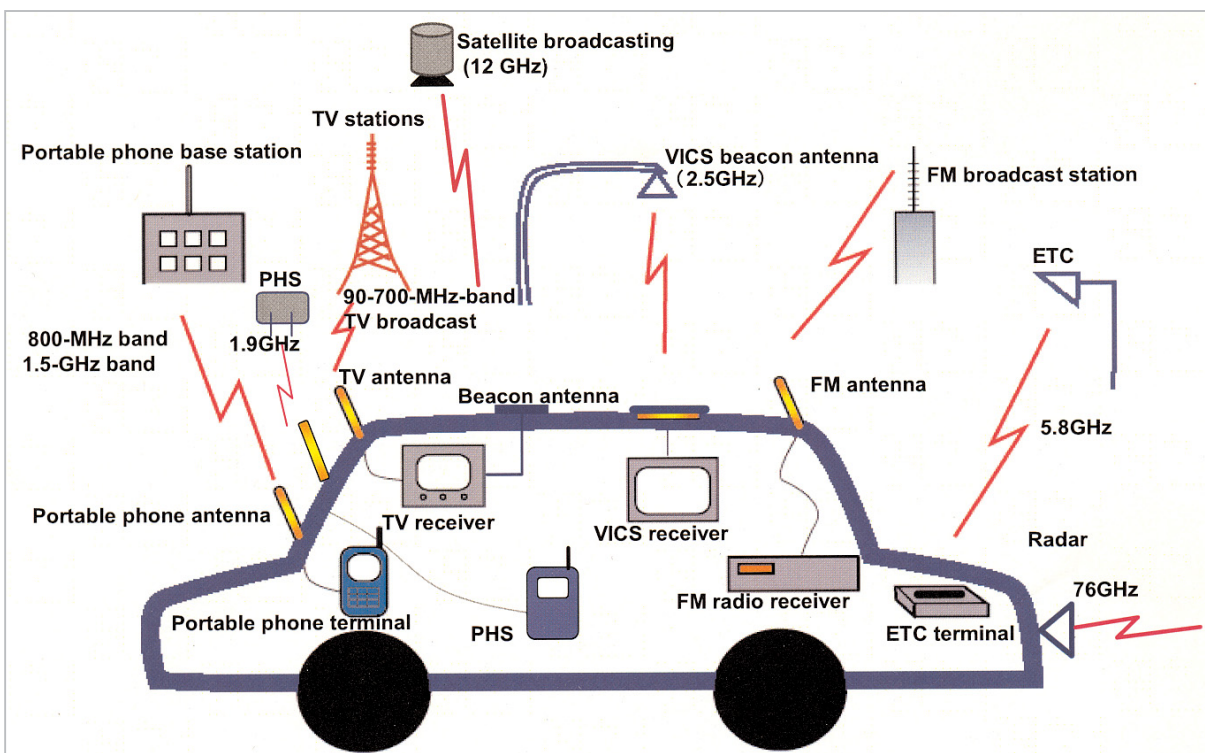 Satellite broadcasting
(12 GHz)
TV stations
Portable phone base station
VICS beacon antenna
(2.5GHz)
FM broadcast station
ETC
PHS
90-700-MHz-band
TV broadcast
800-MHz band
1.5-GHz band
1.9GHz
TV antenna
Beacon antenna
FM antenna
5.8GHz
Portable phone antenna
TV receiver
VICS receiver
Radar
76GHz
FM radio receiver
Portable phone terminal
PHS
ETC terminal